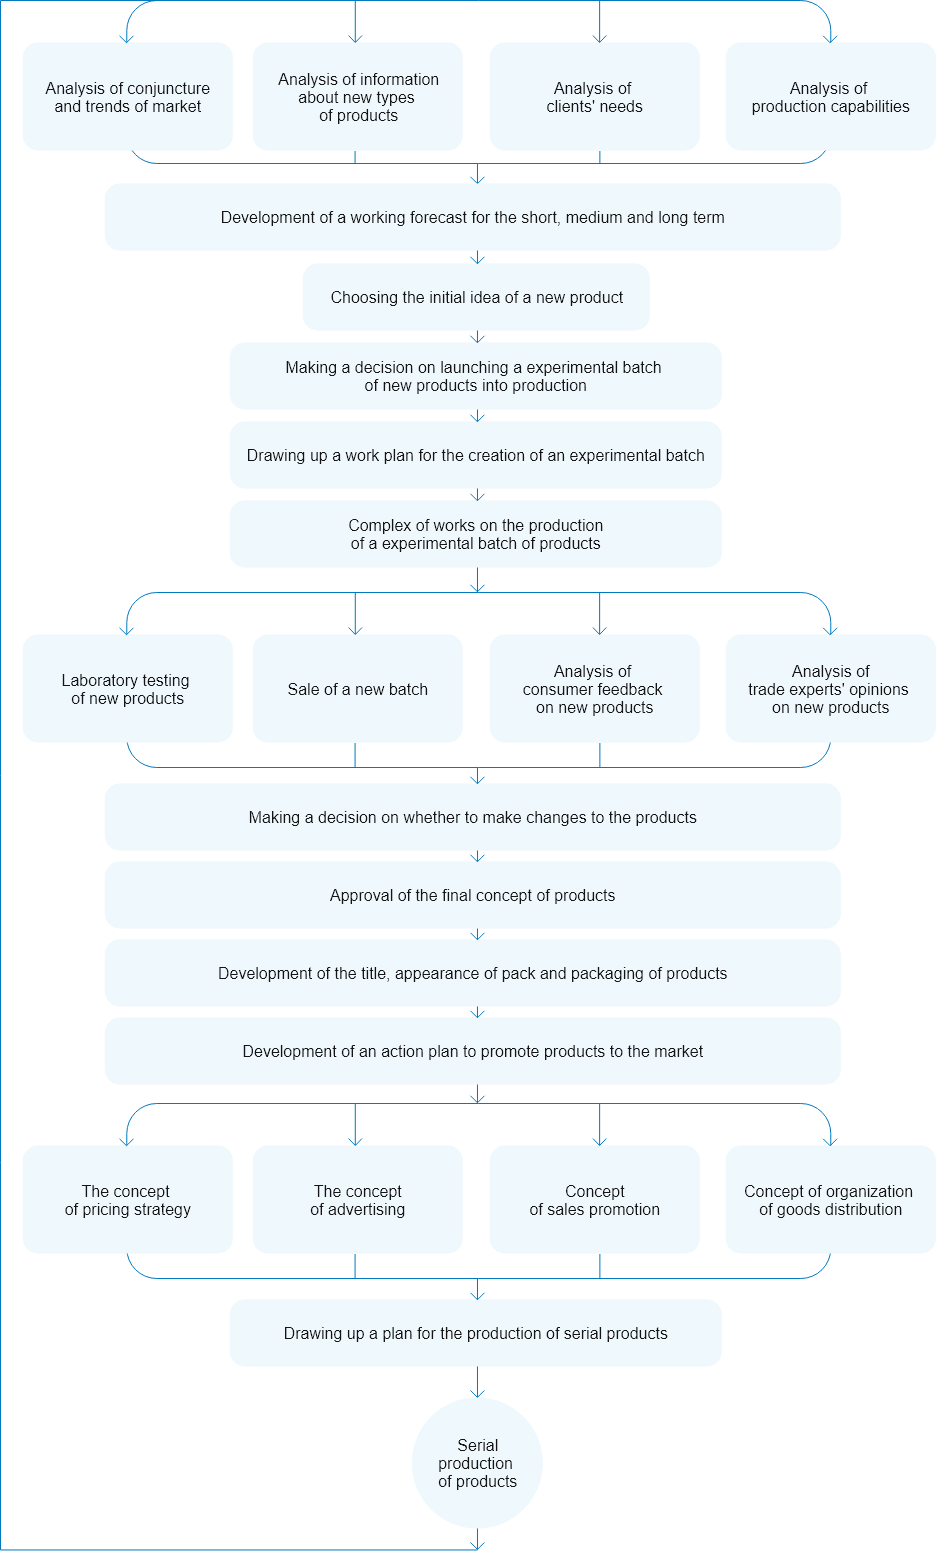 Analysis of conjuncture
and trends of market
Analysis of information
about new types
of products
Analysis of
clients' needs
Analysis of
production capabilities
Development of a working forecast for the short, medium and long term
Choosing the initial idea of a new product
Making a decision on launching a experimental batch
of new products into production
Drawing up a work plan for the creation of an experimental batch
Complex of works on the production
of a experimental batch of products
Laboratory testing
of new products
Sale of a new batch
Analysis of
consumer feedback
on new products
Analysis of
trade experts' opinions
on new products
Making a decision on whether to make changes to the products
Approval of the final concept of products
Development of the title, appearance of pack and packaging of products
Development of an action plan to promote products to the market
The concept
of pricing strategy
The concept
of advertising
Concept
of sales promotion
Concept of organization
of goods distribution
Drawing up a plan for the production of serial products
Serial
production
of products